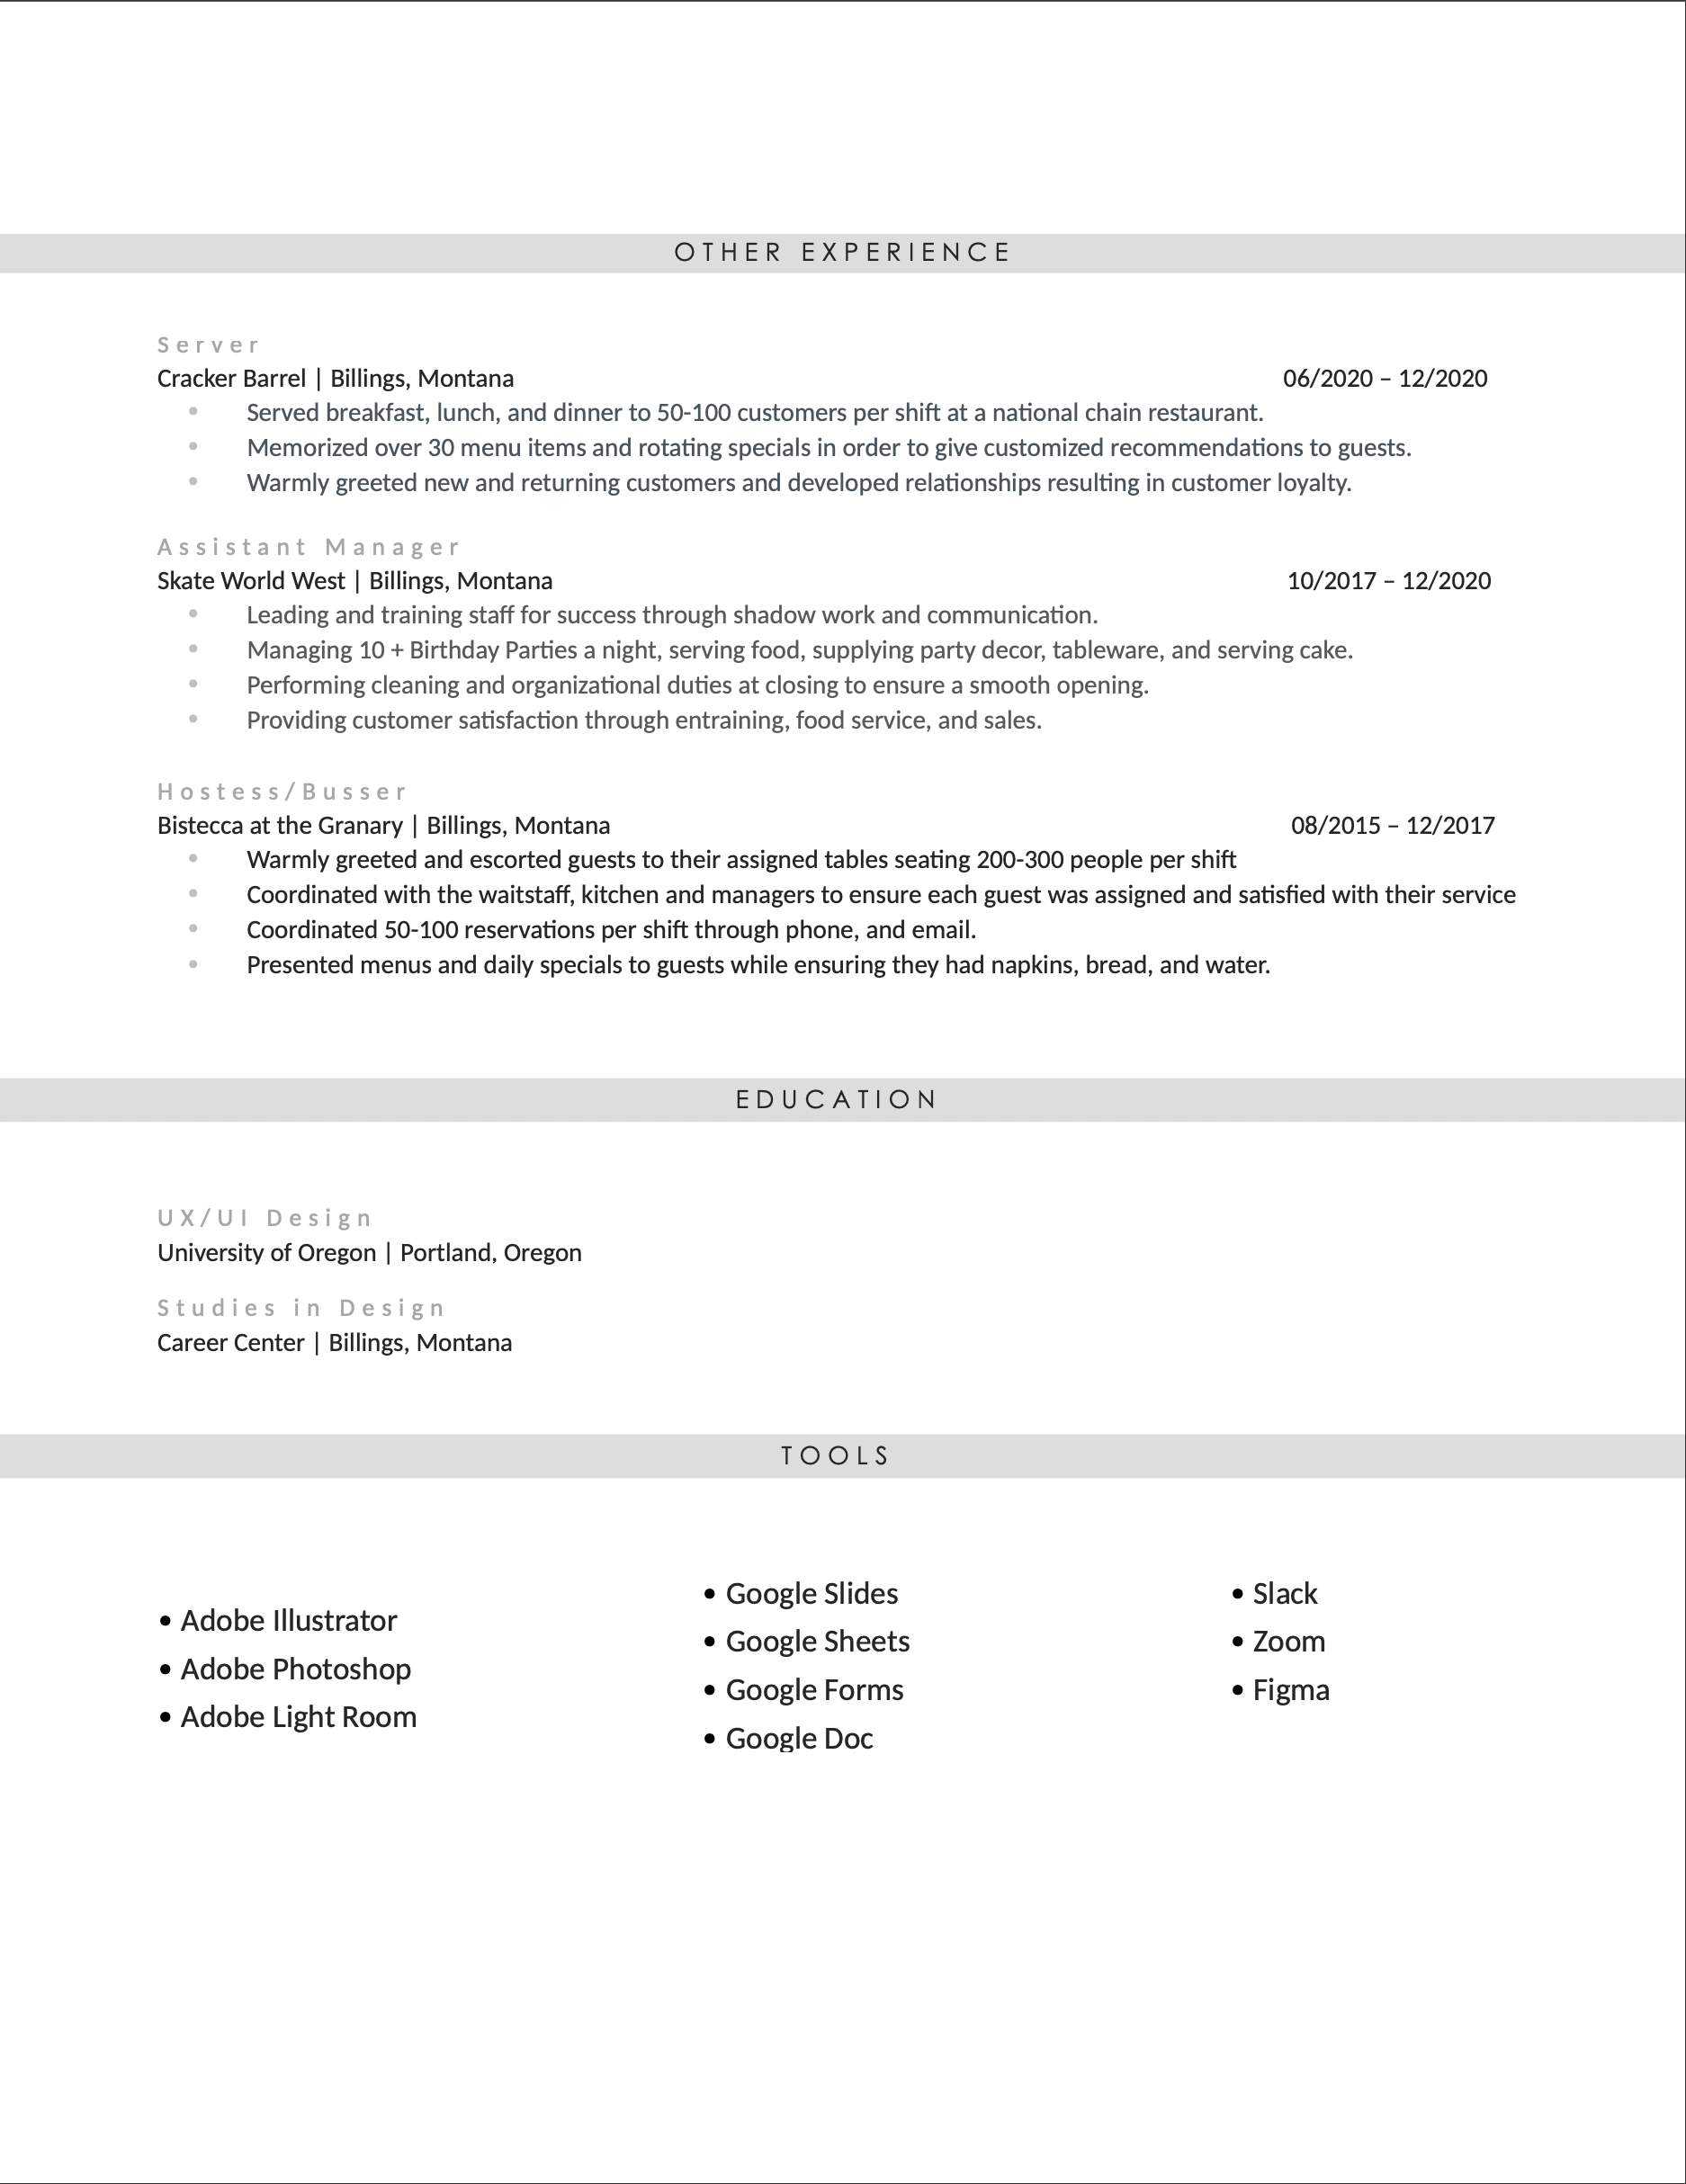 OTHER EXPERIENCE
Server
Cracker Barrel | Billings, Montana 06/2020 – 12/2020
• Served breakfast, lunch, and dinner to 50-100 customers per shift at a national chain restaurant.
• Memorized over 30 menu items and rotating specials in order to give customized recommendations to guests.
• Warmly greeted new and returning customers and developed relationships resulting in customer loyalty.
Assistant Manager
Skate World West | Billings, Montana 10/2017 – 12/2020
• Leading and training staff for success through shadow work and communication.
• Managing 10 + Birthday Parties a night, serving food, supplying party decor, tableware, and serving cake.
• Performing cleaning and organizational duties at closing to ensure a smooth opening.
• Providing customer satisfaction through entraining, food service, and sales.
Hostess/Busser
Bistecca at the Granary | Billings, Montana 08/2015 – 12/2017
• Warmly greeted and escorted guests to their assigned tables seating 200-300 people per shift
• Coordinated with the waitstaff, kitchen and managers to ensure each guest was assigned and satisfied with their service
• Coordinated 50-100 reservations per shift through phone, and email.
• Presented menus and daily specials to guests while ensuring they had napkins, bread, and water.
EDUCATION
UX/UI Design
University of Oregon | Portland, Oregon
Studies in Design
Career Center | Billings, Montana
TOOLS
• Adobe Illustrator
• Adobe Photoshop
• Adobe Light Room
• Google Slides
• Google Sheets
• Google Forms
• Google Doc
• Slack
• Zoom
• Figma